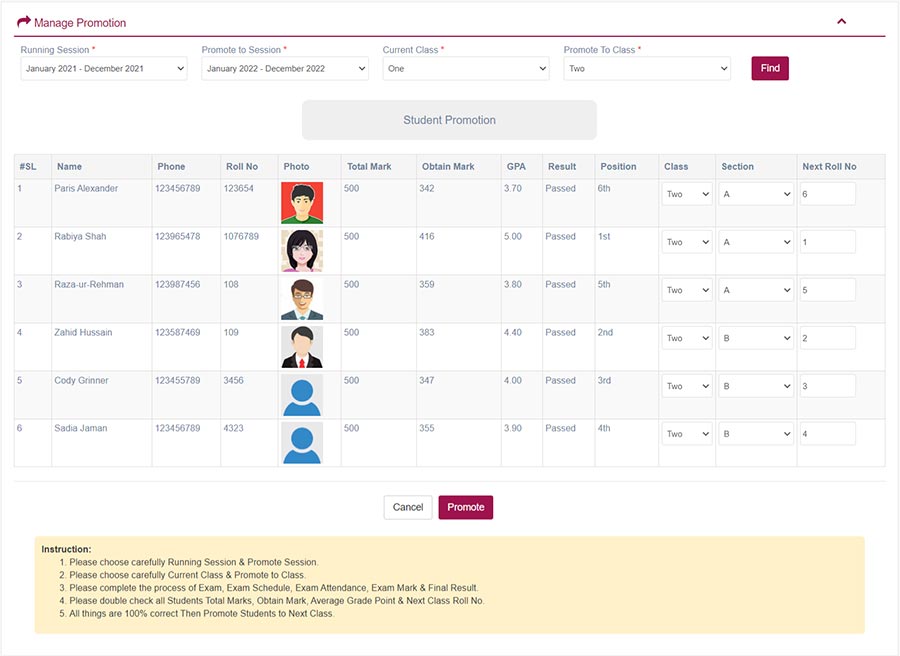 Manage Promotion
Running Session * Promote to Session * Current Class * Promote To Class *
January 2021 - December 2021 January 2022 - December 2022 One Two Find
Student Promotion
#SL Name Phone Roll No Photo Total Mark Obtain Mark GPA Result Position Class Section Next Roll No
1 Paris Alexander 123456789 123654 500 342 3.70 Passed 6th Two A 6
2 Rabiya Shah 123965478 1076789 500 416 5.00 Passed 1st Two A 1
3 Raza-ur-Rehman 123987456 108 500 359 3.80 Passed 5th Two A 5
4 Zahid Hussain 123587469 109 500 383 4.40 Passed 2nd Two B 2
5 Cody Grinner 123455789 3456 500 347 4.00 Passed 3rd Two B 3
6 Sadia Jaman 123456789 4323 500 355 3.90 Passed 4th Two B 4
Cancel Promote
Instruction:
1. Please choose carefully Running Session & Promote Session.
2. Please choose carefully Current Class & Promote to Class.
3. Please complete the process of Exam, Exam Schedule, Exam Attendance, Exam Mark & Final Result.
4. Please double check all Students Total Marks, Obtain Mark, Average Grade Point & Next Class Roll No.
5. All things are 100% correct Then Promote Students to Next Class.